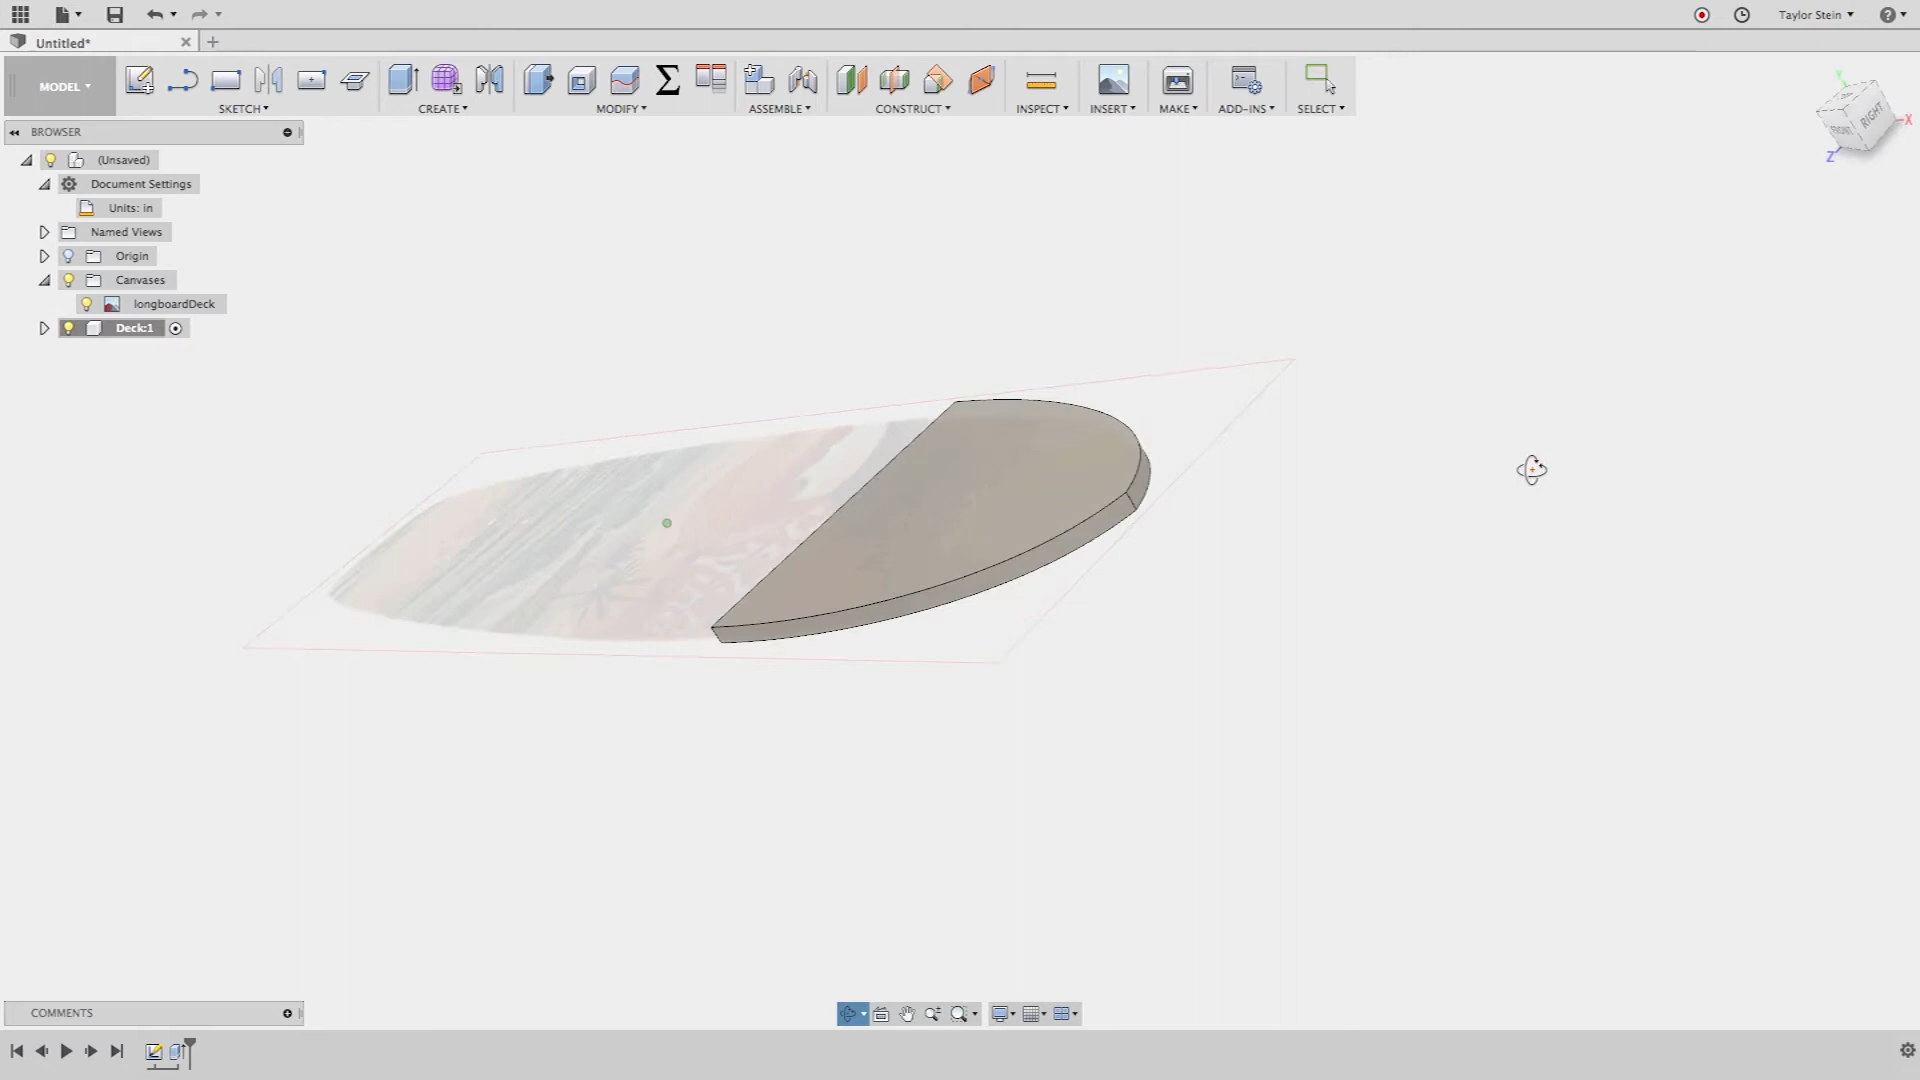 Taylor Stein
Untitled*
MODEL
SKETCH
CREATE
MODIFY
ASSEMBLE
CONSTRUCT
INSPECT
INSERT
MAKE
ADD-INS
SELECT
BROWSER
(Unsaved)
Document Settings
Units: in
Named Views
Origin
Canvases
longboardDeck
Deck:1
RIGHT
X
Z
COMMENTS